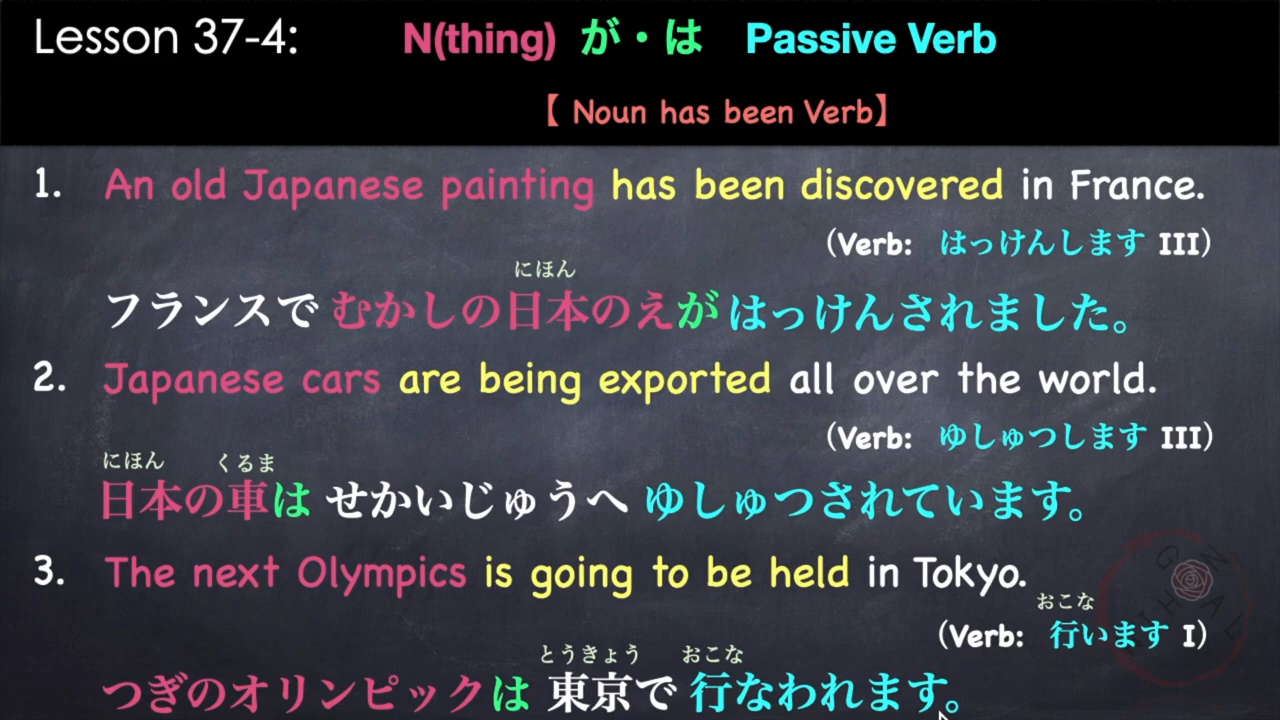 Lesson 37-4: N(thing) が・は Passive Verb
【 Noun has been Verb】
1. An old Japanese painting has been discovered in France.
(Verb: はっけんします III)
にほん
フランスで むかしの日本のえが はっけんされました。
2. Japanese cars are being exported all over the world.
(Verb: ゆしゅつします III)
にほん くるま
日本の車は せかいじゅうへ ゆしゅつされています。
3. The next Olympics is going to be held in Tokyo.
おこな
(Verb: 行います I)
とうきょう おこな
つぎのオリンピックは 東京で 行なわれます。